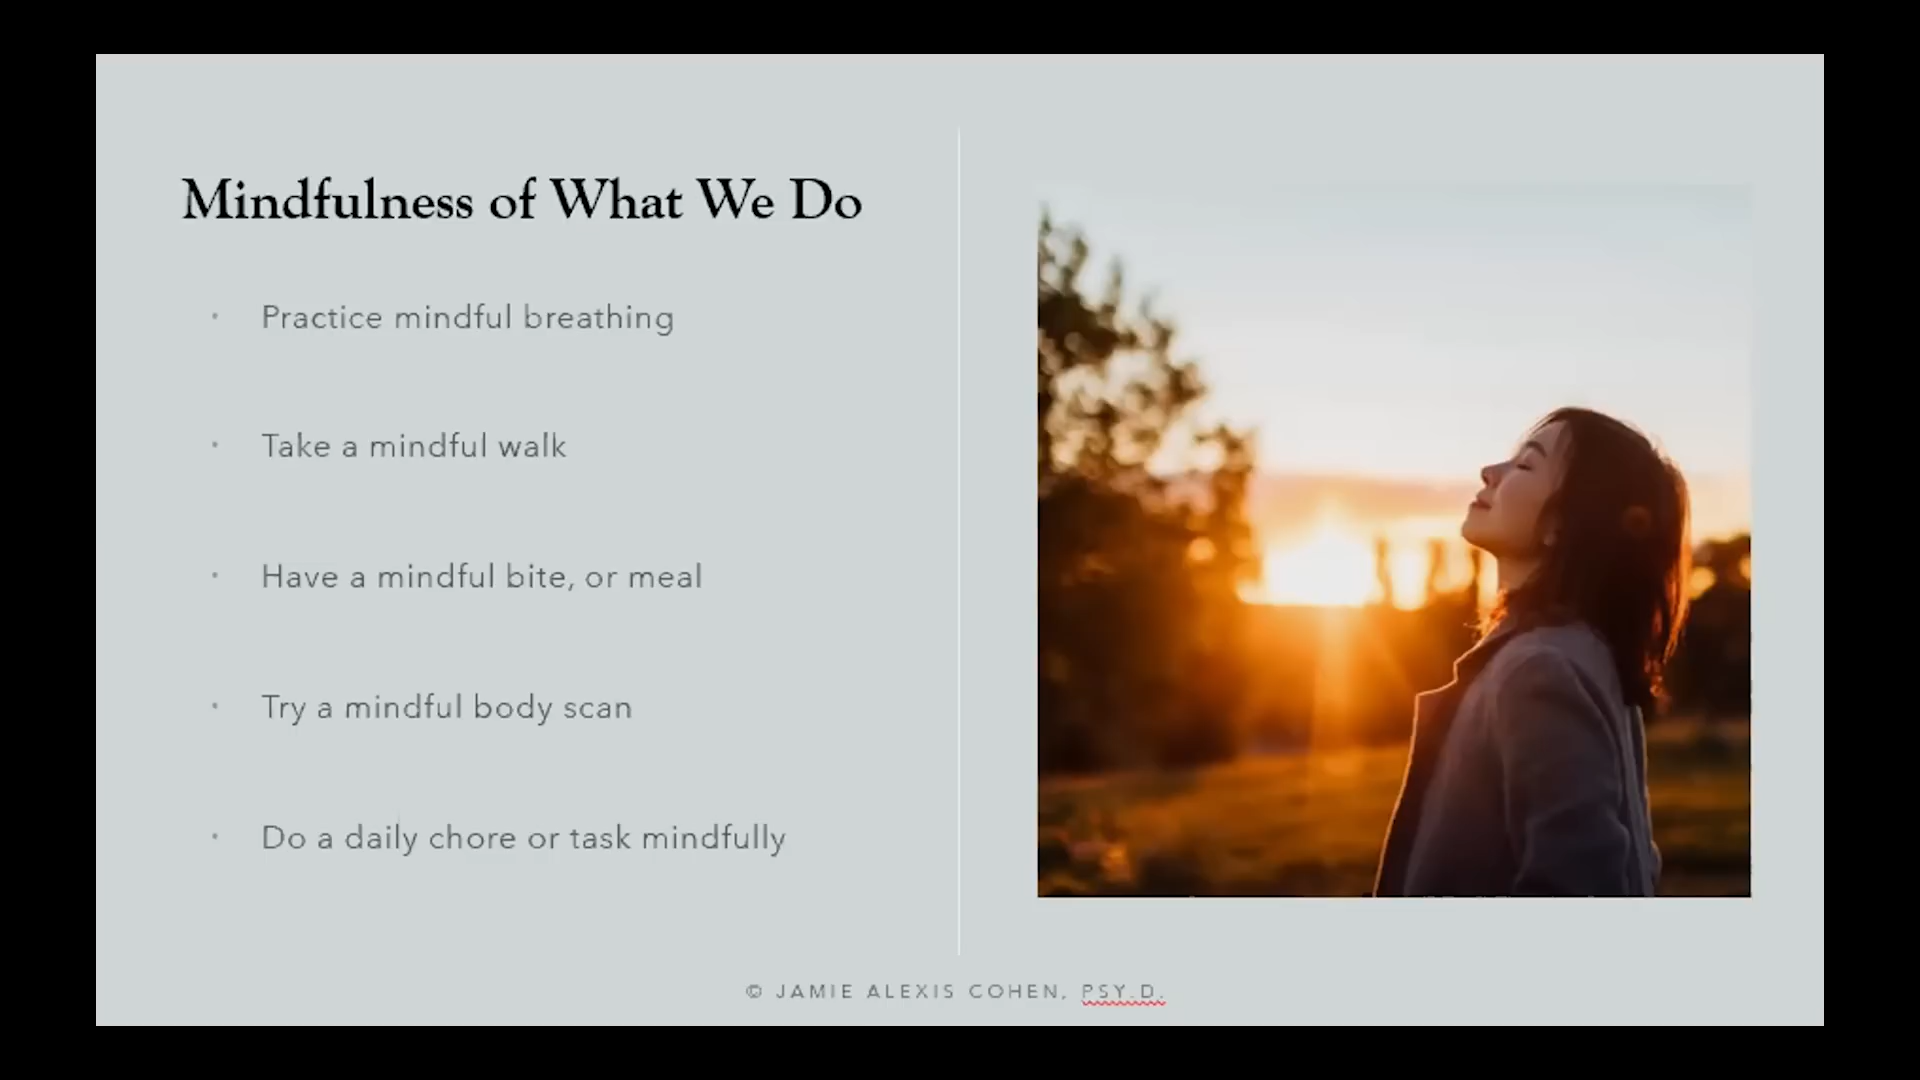 Mindfulness of What We Do
• Practice mindful breathing
• Take a mindful walk
• Have a mindful bite, or meal
• Try a mindful body scan
• Do a daily chore or task mindfully
© JAMIE ALEXIS COHEN, PSY.D.